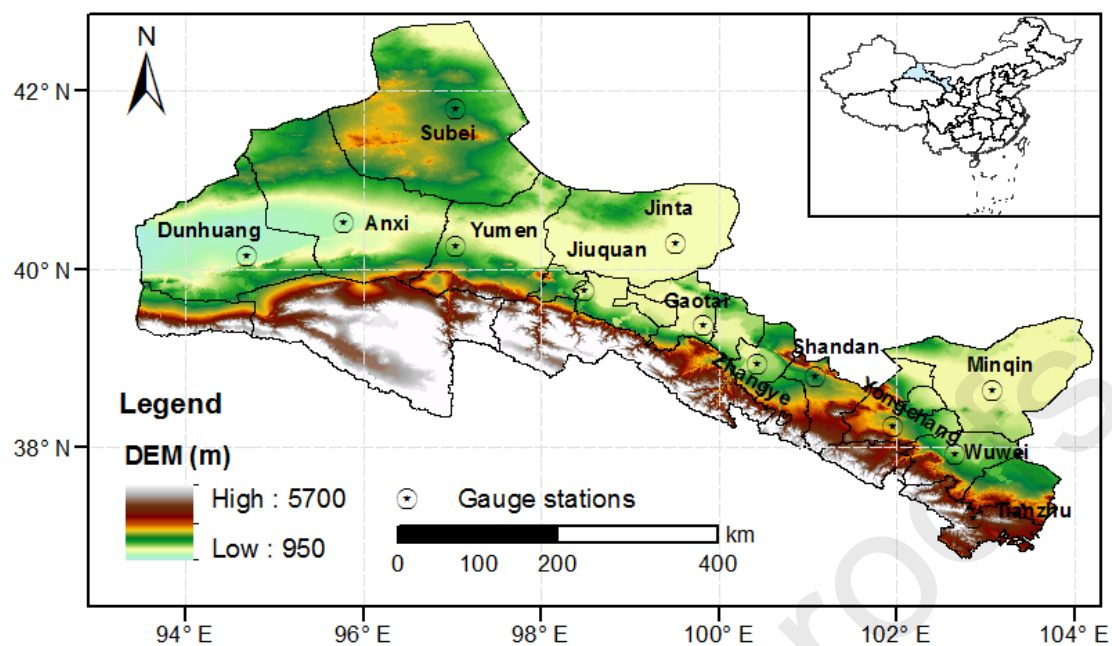 N
42° N
40° N
38° N
Subei
Dunhuang
Anxi
Yumen
Jinta
Jiuquan
Gaotai
Zhangye
Shandan
Yongchang
Minqin
Wuwei
Tianzhu
Legend
DEM (m)
High : 5700
Low : 950
Gauge stations
km
0 100 200 400
94° E 96° E 98° E 100° E 102° E 104° E